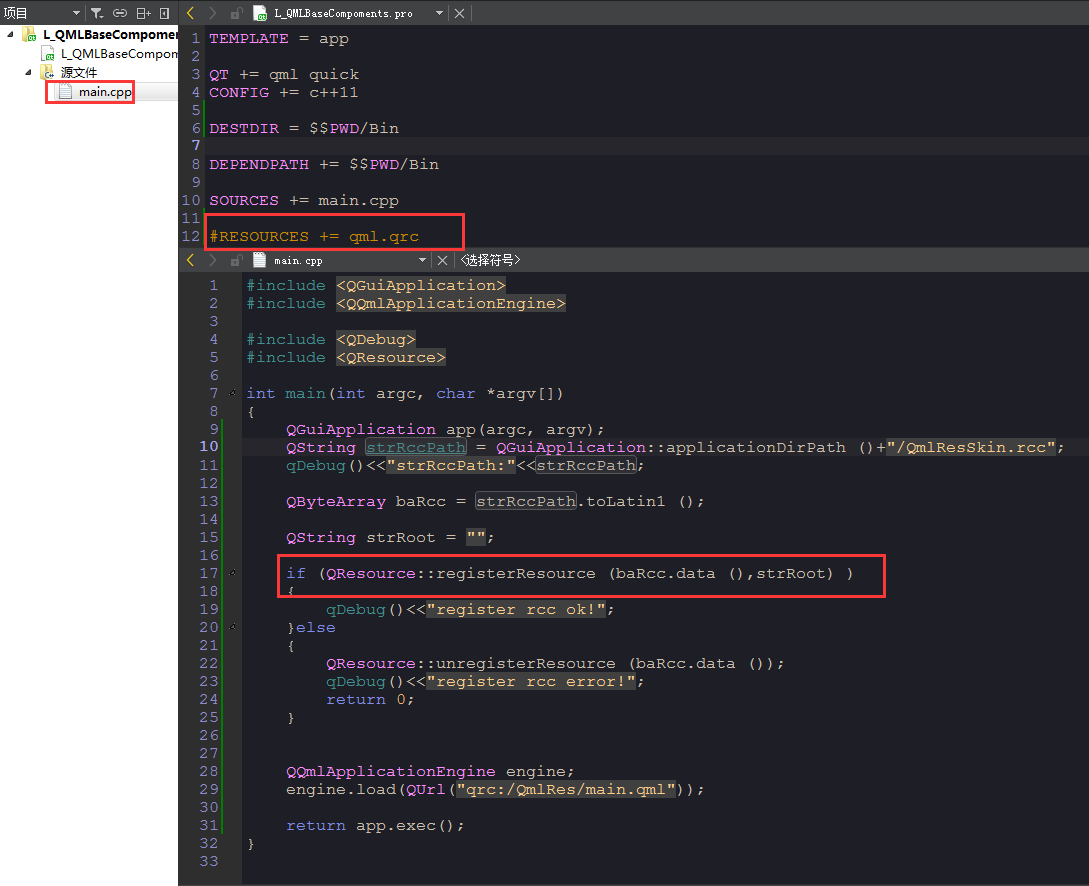 项目
L_QMLBaseCompoments.pro
L_QMLBaseCompomen
L_QMLBaseCompom
源文件
main.cpp
1 TEMPLATE = app
2
3 QT += qml quick
4 CONFIG += c++11
5
6 DESTDIR = $$PWD/Bin
7
8 DEPENDPATH += $$PWD/Bin
9
10 SOURCES += main.cpp
11
12 #RESOURCES += qml.qrc
main.cpp <选择符号>
1 #include <QGuiApplication>
2 #include <QQmlApplicationEngine>
3
4 #include <QDebug>
5 #include <QResource>
6
7 int main(int argc, char *argv[])
8 {
9 QGuiApplication app(argc, argv);
10 QString strRccPath = QGuiApplication::applicationDirPath ()+"/QmlResSkin.rcc";
11 qDebug()<<"strRccPath:"<<strRccPath;
12
13 QByteArray baRcc = strRccPath.toLatin1 ();
14
15 QString strRoot = "";
16
17 if (QResource::registerResource (baRcc.data (),strRoot) )
18 {
19 qDebug()<<"register rcc ok!";
20 }else
21 {
22 QResource::unregisterResource (baRcc.data ());
23 qDebug()<<"register rcc error!";
24 return 0;
25 }
26
27
28 QQmlApplicationEngine engine;
29 engine.load(QUrl("qrc:/QmlRes/main.qml"));
30
31 return app.exec();
32 }
33